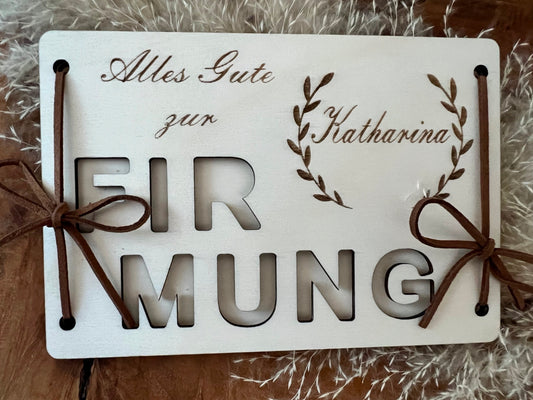 Alles Gute
zur
Katharina
FIR
MUNG